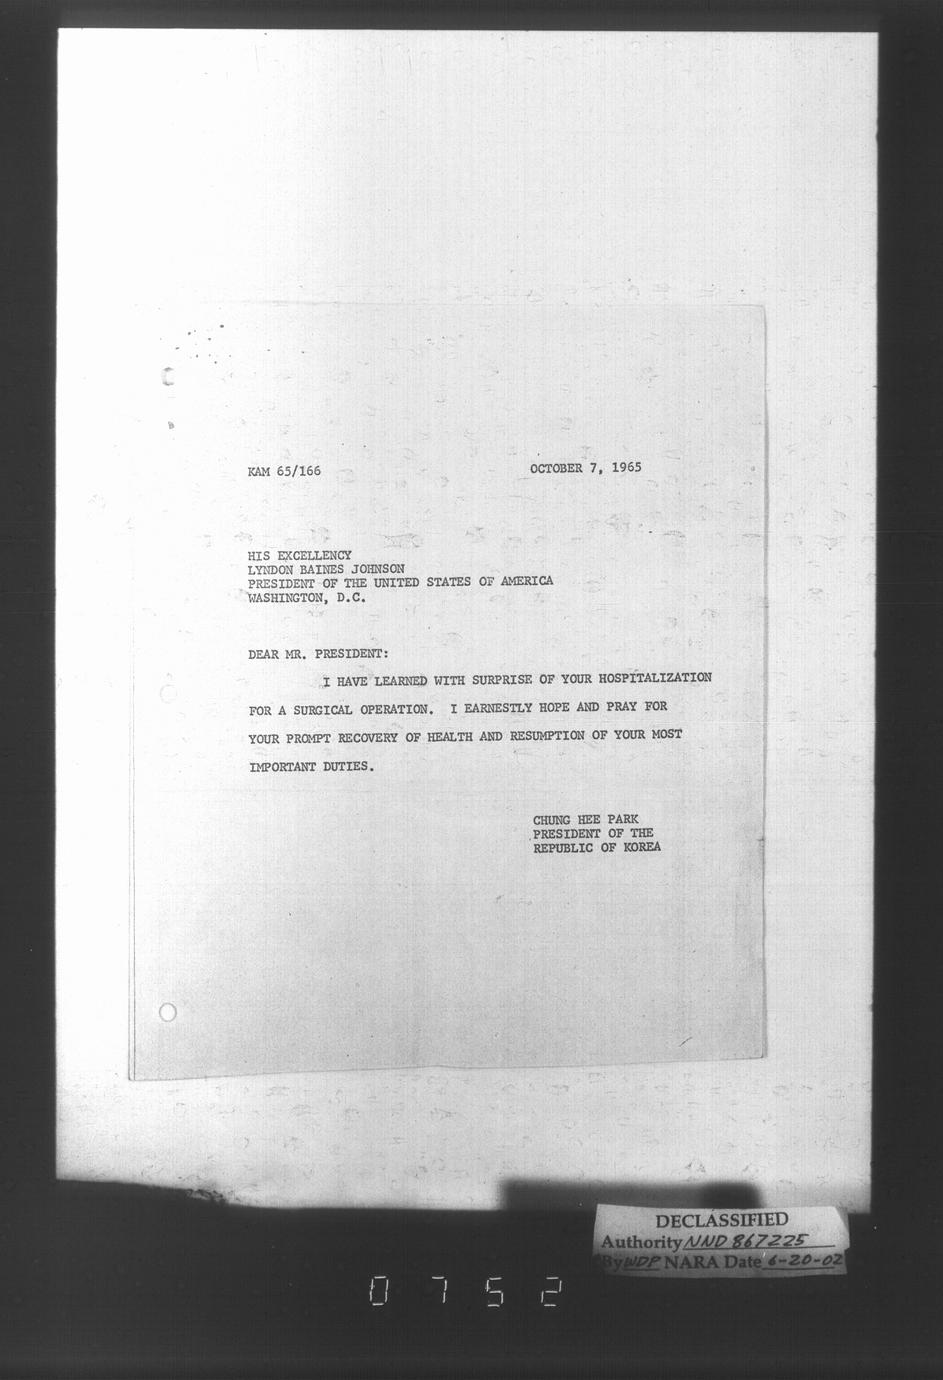 KAM 65/166 OCTOBER 7, 1965
HIS EXCELLENCY
LYNDON BAINES JOHNSON
PRESIDENT OF THE UNITED STATES OF AMERICA
WASHINGTON, D.C.
DEAR MR. PRESIDENT:
I HAVE LEARNED WITH SURPRISE OF YOUR HOSPITALIZATION
FOR A SURGICAL OPERATION. I EARNESTLY HOPE AND PRAY FOR
YOUR PROMPT RECOVERY OF HEALTH AND RESUMPTION OF YOUR MOST
IMPORTANT DUTIES.
CHUNG HEE PARK
PRESIDENT OF THE
REPUBLIC OF KOREA
DECLASSIFIED
Authority NND 867225
By WDP NARA Date 6-20-02
0752